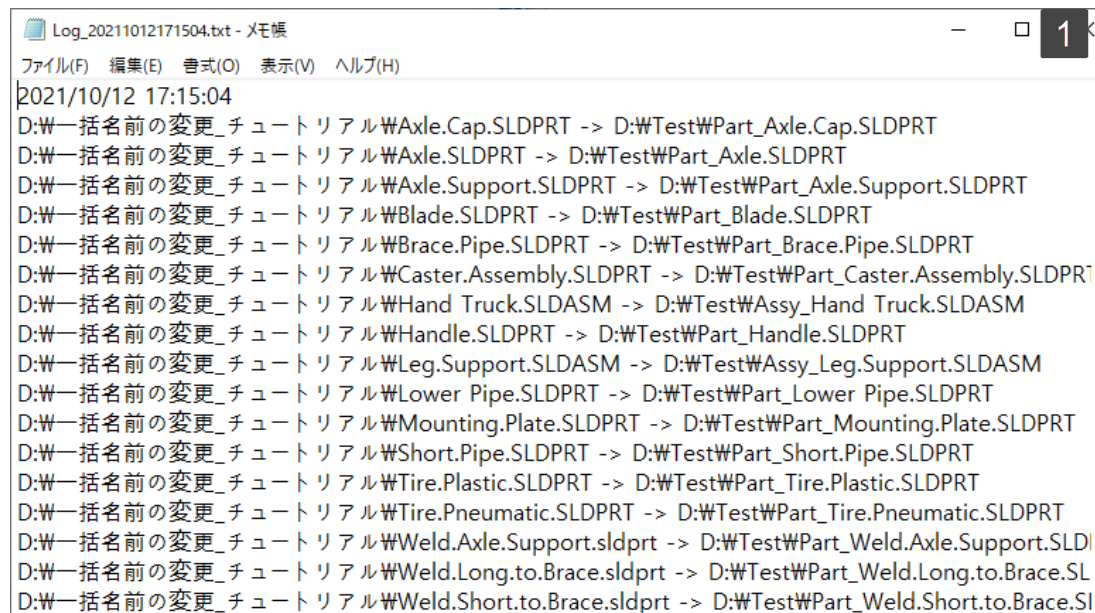 Log_20211012171504.txt - メモ帳
1
ファイル(F) 編集(E) 書式(O) 表示(V) ヘルプ(H)
2021/10/12 17:15:04
D:₩一括名前の変更_チュートリアル₩Axle.Cap.SLDPRT -> D:₩Test₩Part_Axle.Cap.SLDPRT
D:₩一括名前の変更_チュートリアル₩Axle.SLDPRT -> D:₩Test₩Part_Axle.SLDPRT
D:₩一括名前の変更_チュートリアル₩Axle.Support.SLDPRT -> D:₩Test₩Part_Axle.Support.SLDPRT
D:₩一括名前の変更_チュートリアル₩Blade.SLDPRT -> D:₩Test₩Part_Blade.SLDPRT
D:₩一括名前の変更_チュートリアル₩Brace.Pipe.SLDPRT -> D:₩Test₩Part_Brace.Pipe.SLDPRT
D:₩一括名前の変更_チュートリアル₩Caster.Assembly.SLDPRT -> D:₩Test₩Part_Caster.Assembly.SLDPRT
D:₩一括名前の変更_チュートリアル₩Hand Truck.SLDASM -> D:₩Test₩Assy_Hand Truck.SLDASM
D:₩一括名前の変更_チュートリアル₩Handle.SLDPRT -> D:₩Test₩Part_Handle.SLDPRT
D:₩一括名前の変更_チュートリアル₩Leg.Support.SLDASM -> D:₩Test₩Assy_Leg.Support.SLDASM
D:₩一括名前の変更_チュートリアル₩Lower Pipe.SLDPRT -> D:₩Test₩Part_Lower Pipe.SLDPRT
D:₩一括名前の変更_チュートリアル₩Mounting.Plate.SLDPRT -> D:₩Test₩Part_Mounting.Plate.SLDPRT
D:₩一括名前の変更_チュートリアル₩Short.Pipe.SLDPRT -> D:₩Test₩Part_Short.Pipe.SLDPRT
D:₩一括名前の変更_チュートリアル₩Tire.Plastic.SLDPRT -> D:₩Test₩Part_Tire.Plastic.SLDPRT
D:₩一括名前の変更_チュートリアル₩Tire.Pneumatic.SLDPRT -> D:₩Test₩Part_Tire.Pneumatic.SLDPRT
D:₩一括名前の変更_チュートリアル₩Weld.Axle.Support.sldprt -> D:₩Test₩Part_Weld.Axle.Support.SLD
D:₩一括名前の変更_チュートリアル₩Weld.Long.to.Brace.sldprt -> D:₩Test₩Part_Weld.Long.to.Brace.SL
D:₩一括名前の変更_チュートリアル₩Weld.Short.to.Brace.sldprt -> D:₩Test₩Part_Weld.Short.to.Brace.Sl